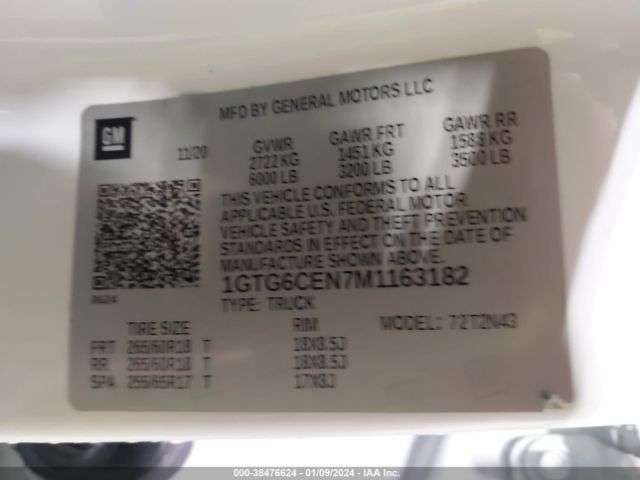 MFD BY GENERAL MOTORS LLC
GM
11/20 GVWR GAWR FRT GAWR RR
2722 KG 1451 KG 1588 KG
6000 LB 3200 LB 3500 LB
THIS VEHICLE CONFORMS TO ALL
APPLICABLE U.S. FEDERAL MOTOR
VEHICLE SAFETY AND THEFT PREVENTION
STANDARDS IN EFFECT ON THE DATE OF
MANUFACTURE SHOWN ABOVE.
0624
1GTG6CEN7M1163182
TYPE: TRUCK
TIRE SIZE RIM MODEL: 72T2N43
FRT 265/60R18 T 18X8.5J
RR 265/60R18 T 18X8.5J
SPA 255/65R17 T 17X8J
000-38476624 - 01/09/2024 - IAA Inc.